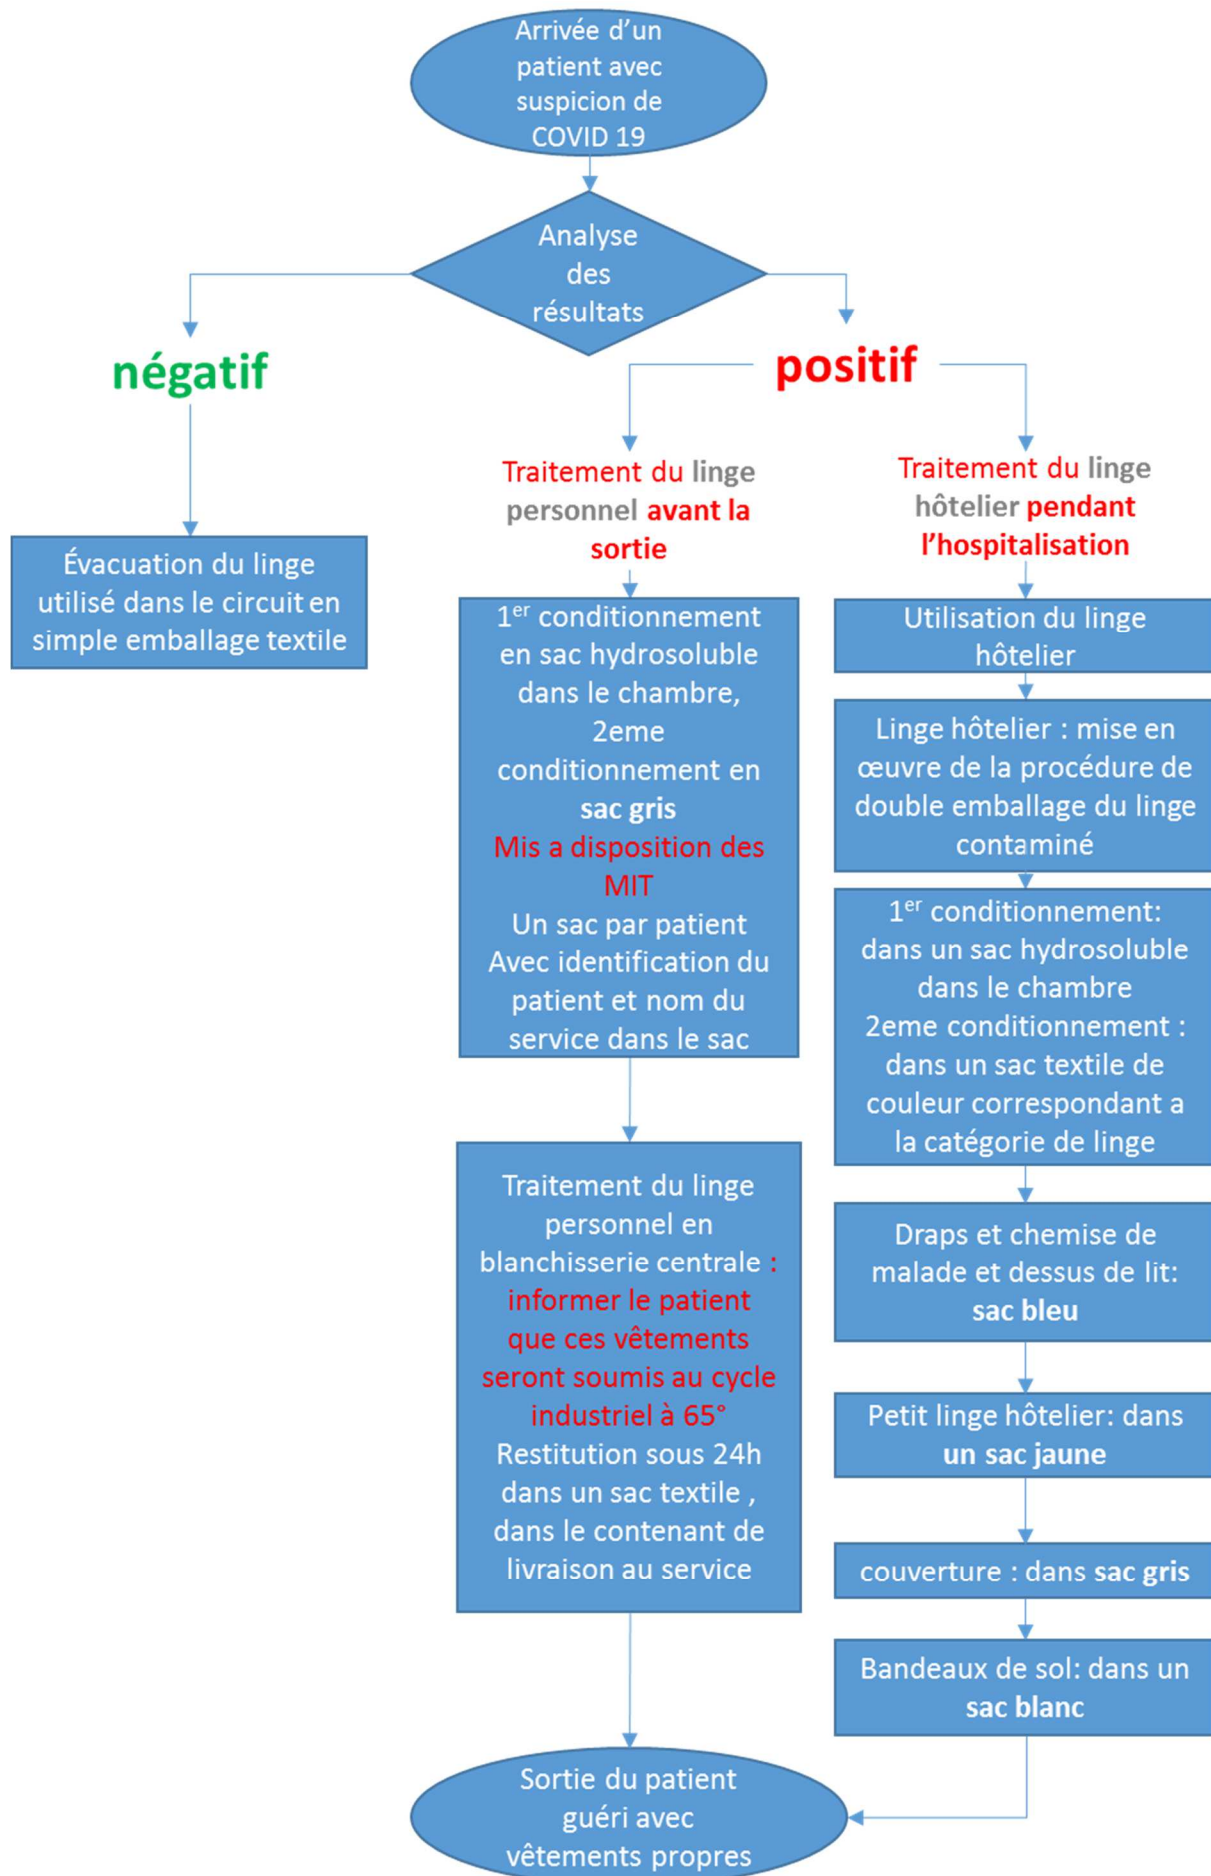 Arrivée d’un
patient avec
suspicion de
COVID 19
Analyse
des
résultats
négatif
positif
Évacuation du linge
utilisé dans le circuit en
simple emballage textile
Traitement du linge
personnel avant la
sortie
1er conditionnement
en sac hydrosoluble
dans le chambre,
2eme
conditionnement en
sac gris
Mis a disposition des
MIT
Un sac par patient
Avec identification du
patient et nom du
service dans le sac
Traitement du linge
personnel en
blanchisserie centrale :
informer le patient
que ces vêtements
seront soumis au cycle
industriel à 65°
Restitution sous 24h
dans un sac textile ,
dans le contenant de
livraison au service
Traitement du linge
hôtelier pendant
l’hospitalisation
Utilisation du linge
hôtelier
Linge hôtelier : mise en
œuvre de la procédure de
double emballage du linge
contaminé
1er conditionnement:
dans un sac hydrosoluble
dans le chambre
2eme conditionnement :
dans un sac textile de
couleur correspondant a
la catégorie de linge
Draps et chemise de
malade et dessus de lit:
sac bleu
Petit linge hôtelier: dans
un sac jaune
couverture : dans sac gris
Bandeaux de sol: dans un
sac blanc
Sortie du patient
guéri avec
vêtements propres